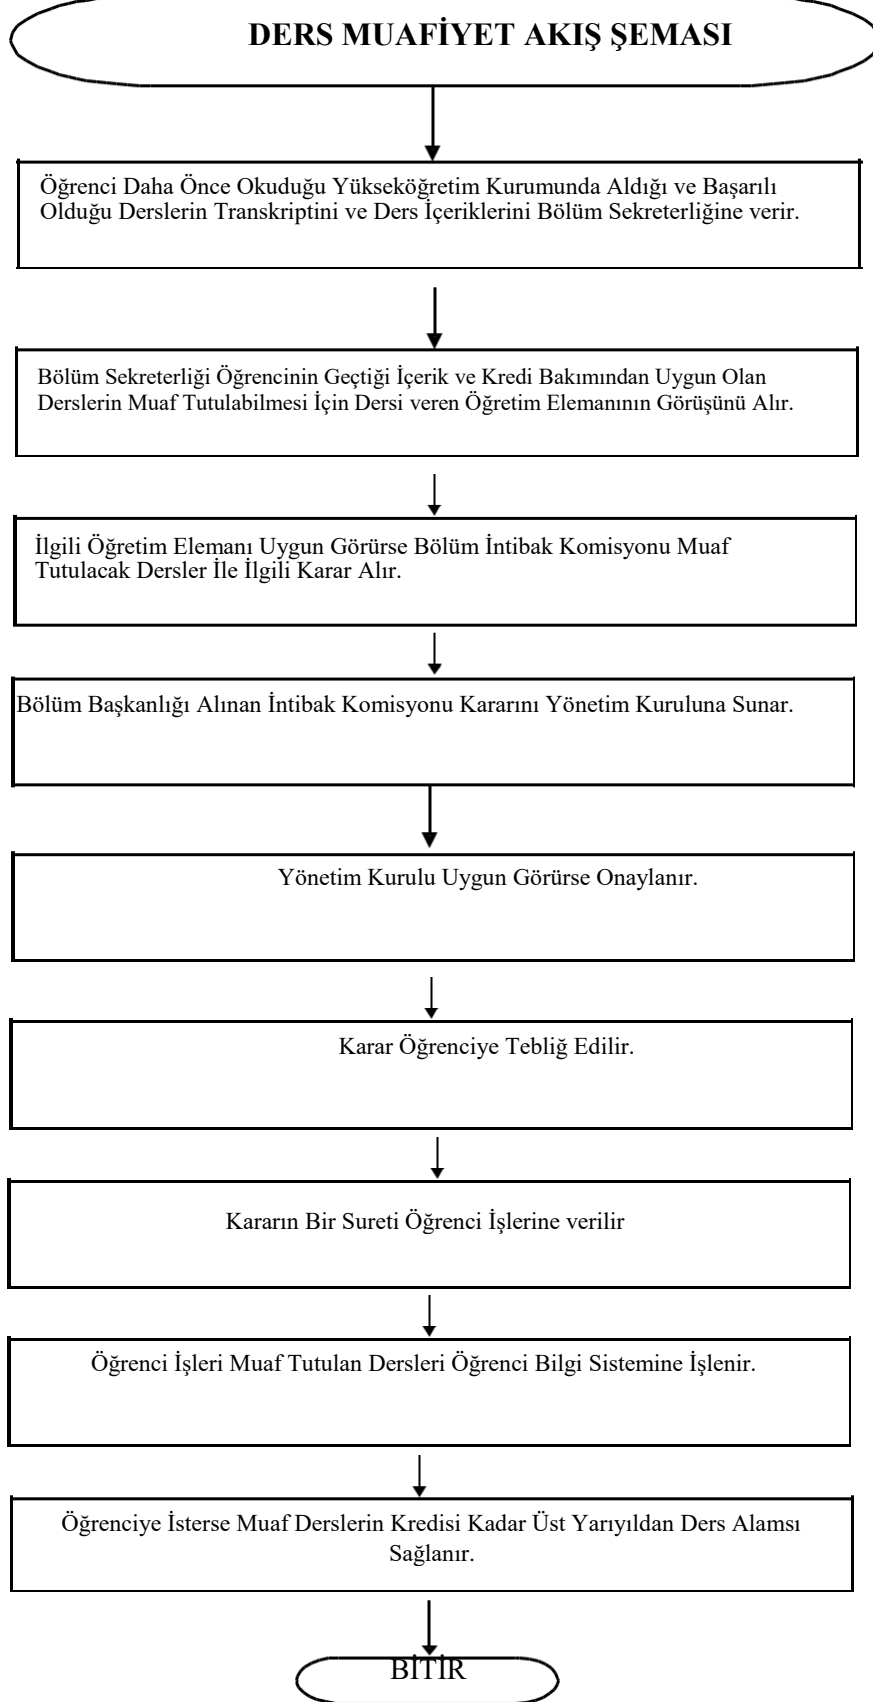 DERS MUAFİYET AKIŞ ŞEMASI
Öğrenci Daha Önce Okuduğu Yükseköğretim Kurumunda Aldığı ve Başarılı
Olduğu Derslerin Transkriptini ve Ders İçeriklerini Bölüm Sekreterliğine verir.
Bölüm Sekreterliği Öğrencinin Geçtiği İçerik ve Kredi Bakımından Uygun Olan
Derslerin Muaf Tutulabilmesi İçin Dersi veren Öğretim Elemanının Görüşünü Alır.
İlgili Öğretim Elemanı Uygun Görürse Bölüm İntibak Komisyonu Muaf
Tutulacak Dersler İle İlgili Karar Alır.
Bölüm Başkanlığı Alınan İntibak Komisyonu Kararını Yönetim Kuruluna Sunar.
Yönetim Kurulu Uygun Görürse Onaylanır.
Karar Öğrenciye Tebliğ Edilir.
Kararın Bir Sureti Öğrenci İşlerine verilir
Öğrenci İşleri Muaf Tutulan Dersleri Öğrenci Bilgi Sistemine İşlenir.
Öğrenciye İsterse Muaf Derslerin Kredisi Kadar Üst Yarıyıldan Ders Alamsı
Sağlanır.
BİTİR